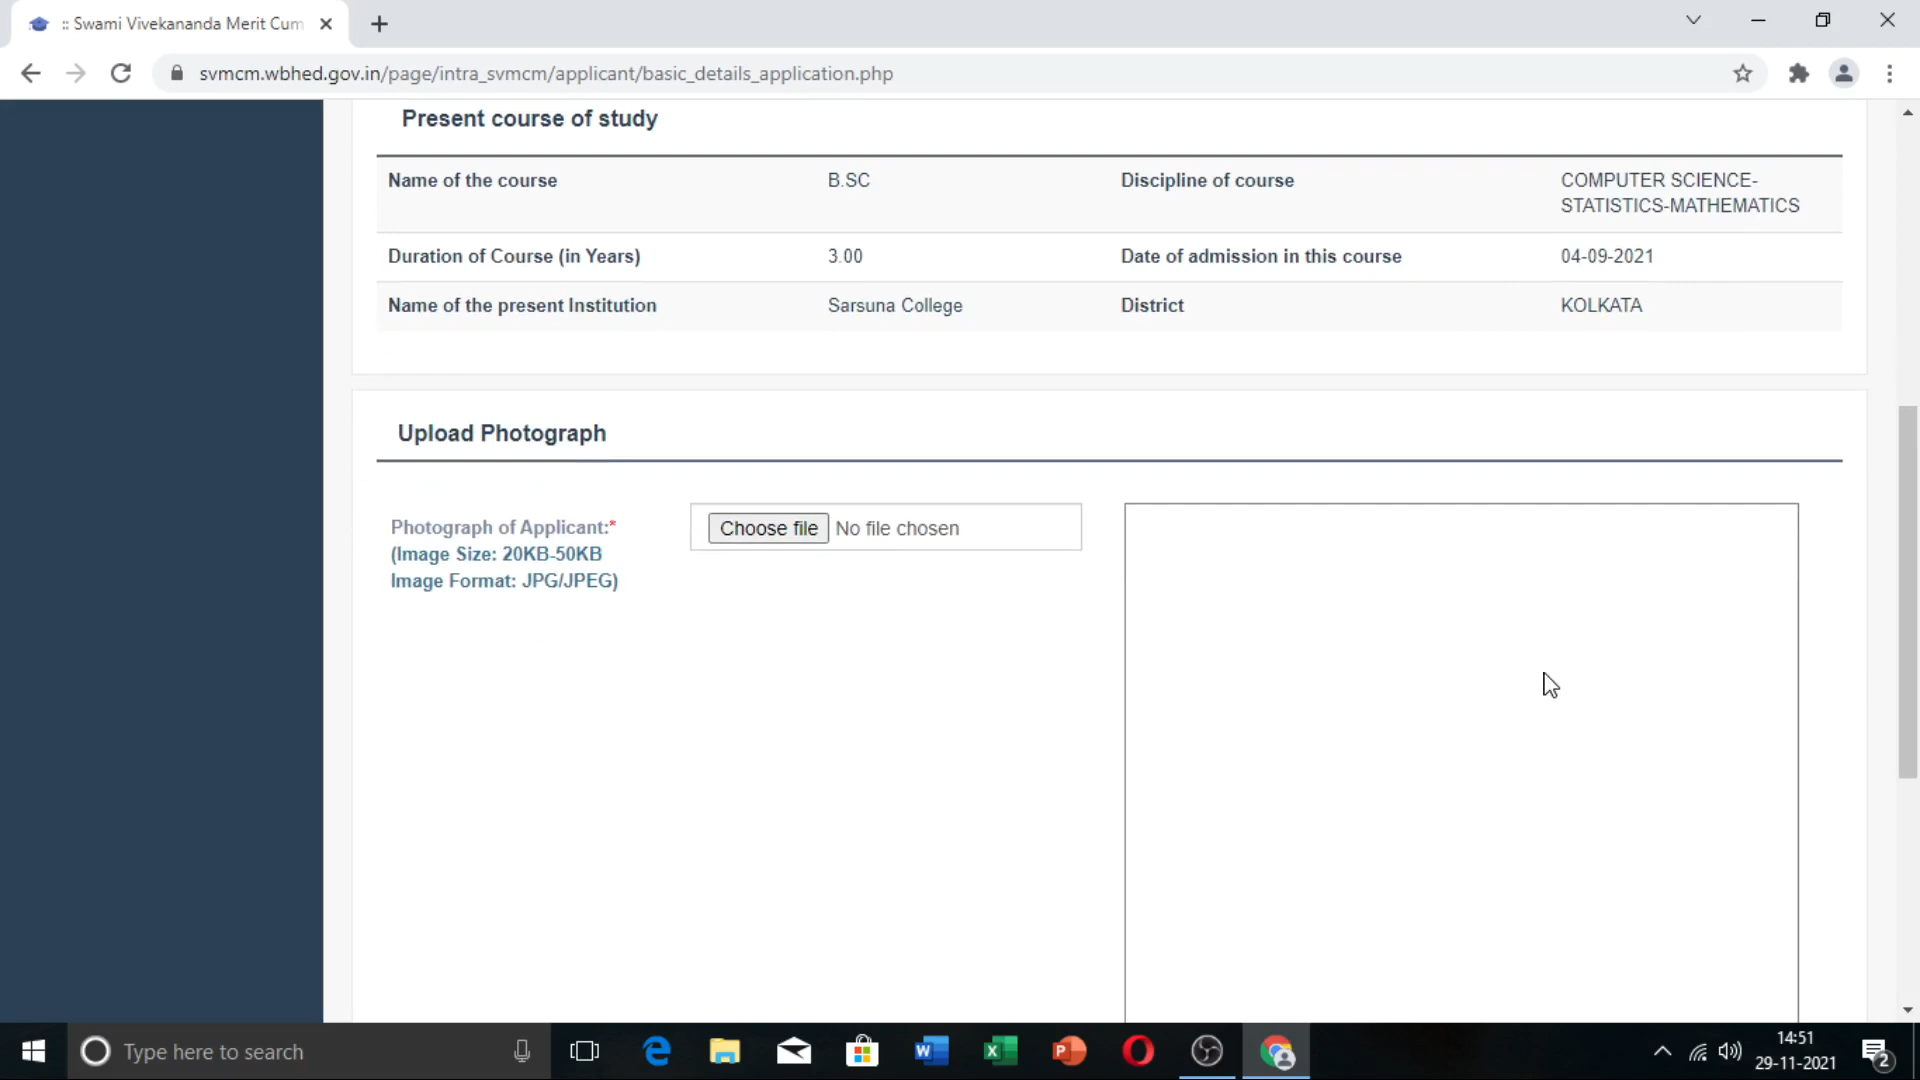 :: Swami Vivekananda Merit Cum
svmcm.wbhed.gov.in/page/intra_svmcm/applicant/basic_details_application.php
Present course of study
Name of the course B.SC Discipline of course COMPUTER SCIENCE-
STATISTICS-MATHEMATICS
Duration of Course (in Years) 3.00 Date of admission in this course 04-09-2021
Name of the present Institution Sarsuna College District KOLKATA
Upload Photograph
Photograph of Applicant:* Choose file No file chosen
(Image Size: 20KB-50KB
Image Format: JPG/JPEG)
Type here to search
14:51
29-11-2021
2